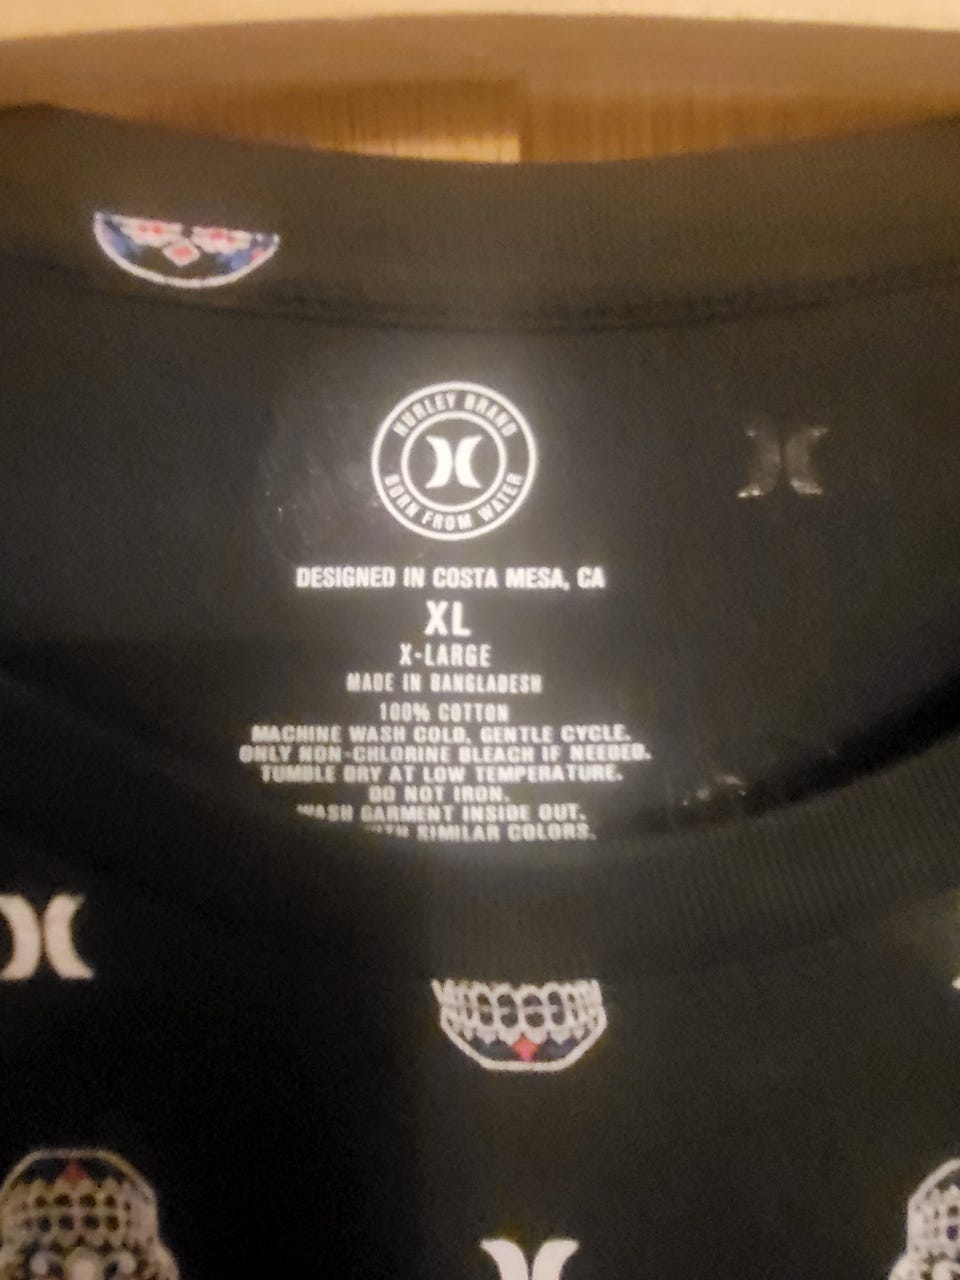 HURLEY BRAND
BORN FROM WATER
DESIGNED IN COSTA MESA, CA
XL
X-LARGE
MADE IN BANGLADESH
100% COTTON
MACHINE WASH COLD, GENTLE CYCLE.
ONLY NON-CHLORINE BLEACH IF NEEDED.
TUMBLE DRY AT LOW TEMPERATURE.
DO NOT IRON.
WASH GARMENT INSIDE OUT.
SIMILAR COLORS.